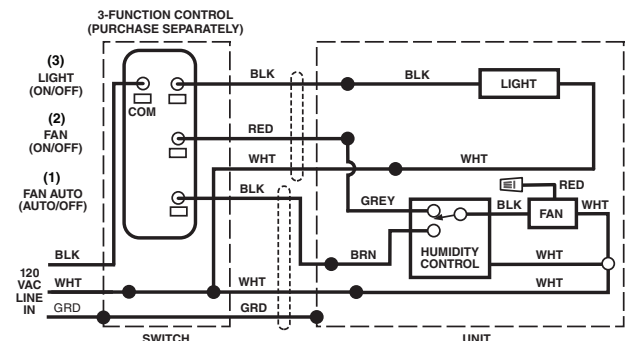 3-FUNCTION CONTROL
(PURCHASE SEPARATELY)
(3)
LIGHT
(ON/OFF)
(2)
FAN
(ON/OFF)
(1)
FAN AUTO
(AUTO/OFF)
COM
BLK
BLK
LIGHT
RED
WHT
WHT
BLK
GREY
RED
BLK
FAN
WHT
BRN
HUMIDITY
CONTROL
WHT
BLK
120
VAC
LINE
IN
WHT
WHT
WHT
GRD
GRD
SWITCH
UNIT